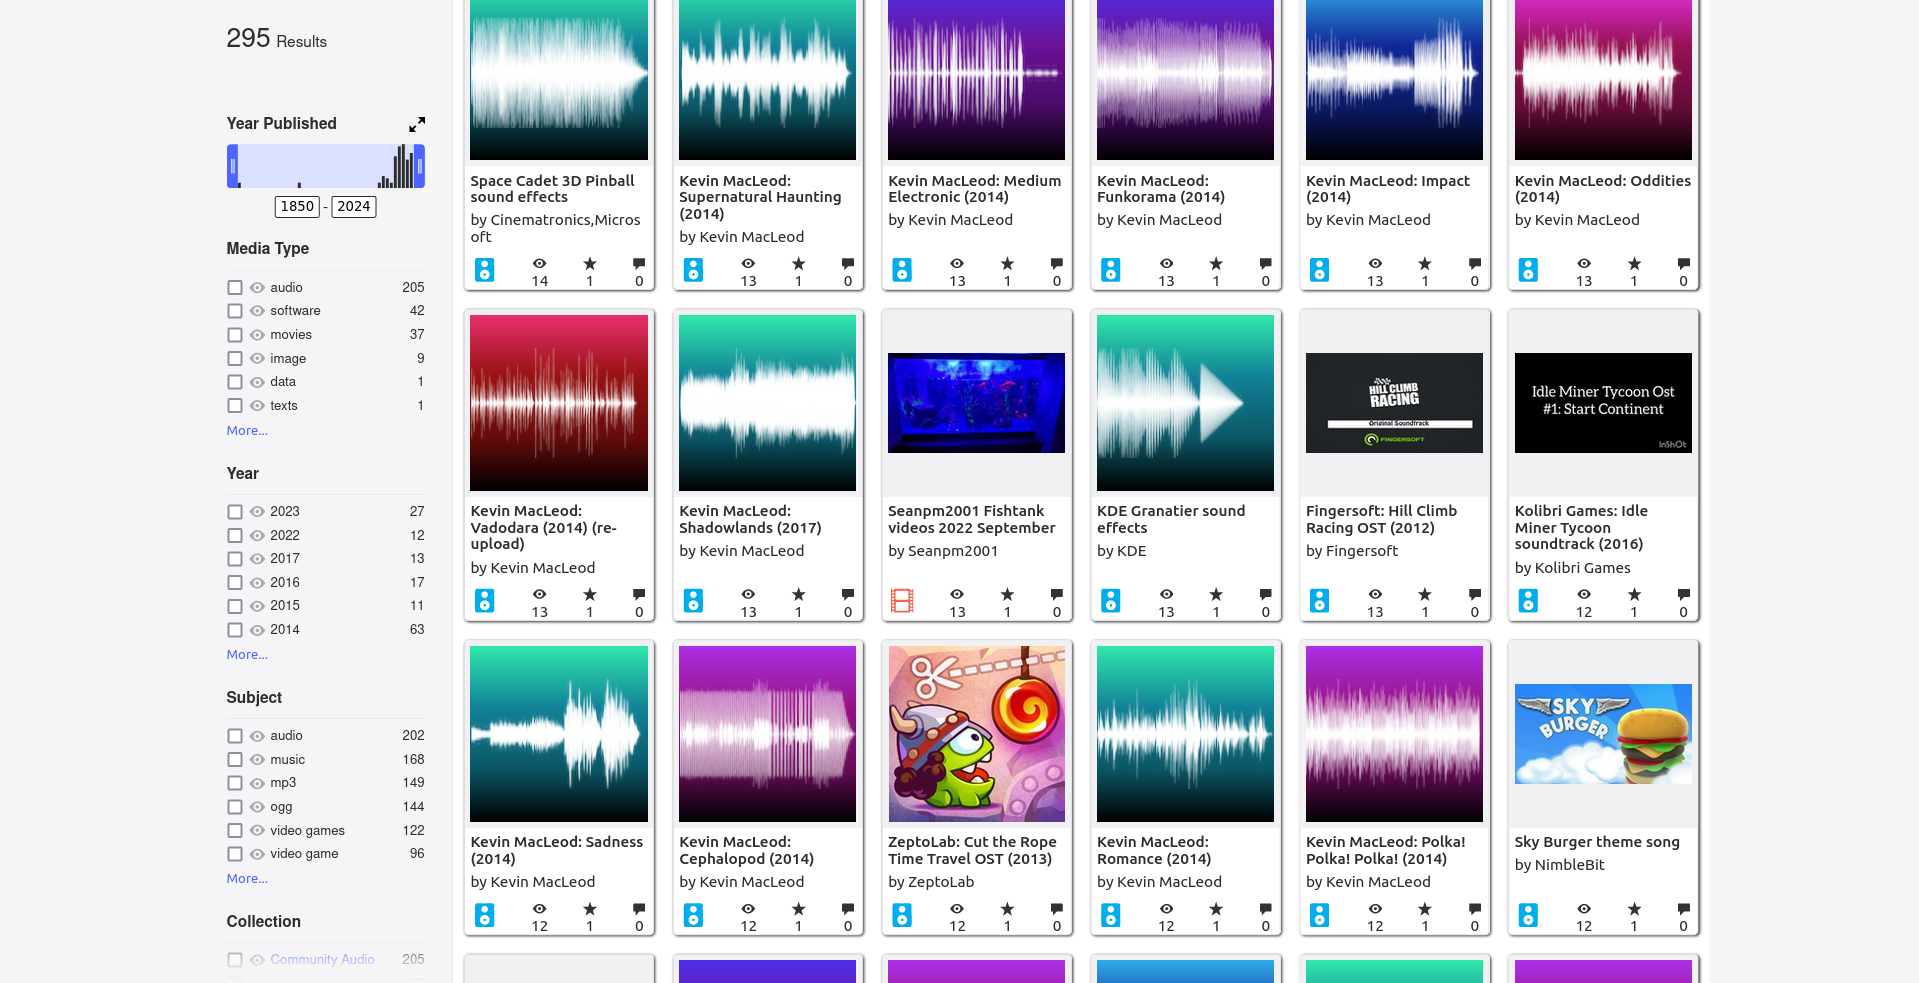 295 Results
Year Published
1850 - 2024
Media Type
audio 205
software 42
movies 37
image 9
data 1
texts 1
More...
Year
2023 27
2022 12
2017 13
2016 17
2015 11
2014 63
More...
Subject
audio 202
music 168
mp3 149
ogg 144
video games 122
video game 96
More...
Collection
Community Audio 205
Space Cadet 3D Pinball
sound effects
by Cinematronics,Micros
oft
14 1 0
Kevin MacLeod:
Supernatural Haunting
(2014)
by Kevin MacLeod
13 1 0
Kevin MacLeod: Medium
Electronic (2014)
by Kevin MacLeod
13 1 0
Kevin MacLeod:
Funkorama (2014)
by Kevin MacLeod
13 1 0
Kevin MacLeod: Impact
(2014)
by Kevin MacLeod
13 1 0
Kevin MacLeod: Oddities
(2014)
by Kevin MacLeod
13 1 0
Kevin MacLeod:
Vadodara (2014) (re-
upload)
by Kevin MacLeod
13 1 0
Kevin MacLeod:
Shadowlands (2017)
by Kevin MacLeod
13 1 0
Seanpm2001 Fishtank
videos 2022 September
by Seanpm2001
13 1 0
KDE Granatier sound
effects
by KDE
13 1 0
HILL CLIMB
RACING
Original Soundtrack
FINGERSOFT
Fingersoft: Hill Climb
Racing OST (2012)
by Fingersoft
13 1 0
Idle Miner Tycoon Ost
#1: Start Continent
InShOt
Kolibri Games: Idle
Miner Tycoon
soundtrack (2016)
by Kolibri Games
12 1 0
Kevin MacLeod: Sadness
(2014)
by Kevin MacLeod
12 1 0
Kevin MacLeod:
Cephalopod (2014)
by Kevin MacLeod
12 1 0
ZeptoLab: Cut the Rope
Time Travel OST (2013)
by ZeptoLab
12 1 0
Kevin MacLeod:
Romance (2014)
by Kevin MacLeod
12 1 0
Kevin MacLeod: Polka!
Polka! Polka! (2014)
by Kevin MacLeod
12 1 0
SKY
BURGER
Sky Burger theme song
by NimbleBit
12 1 0